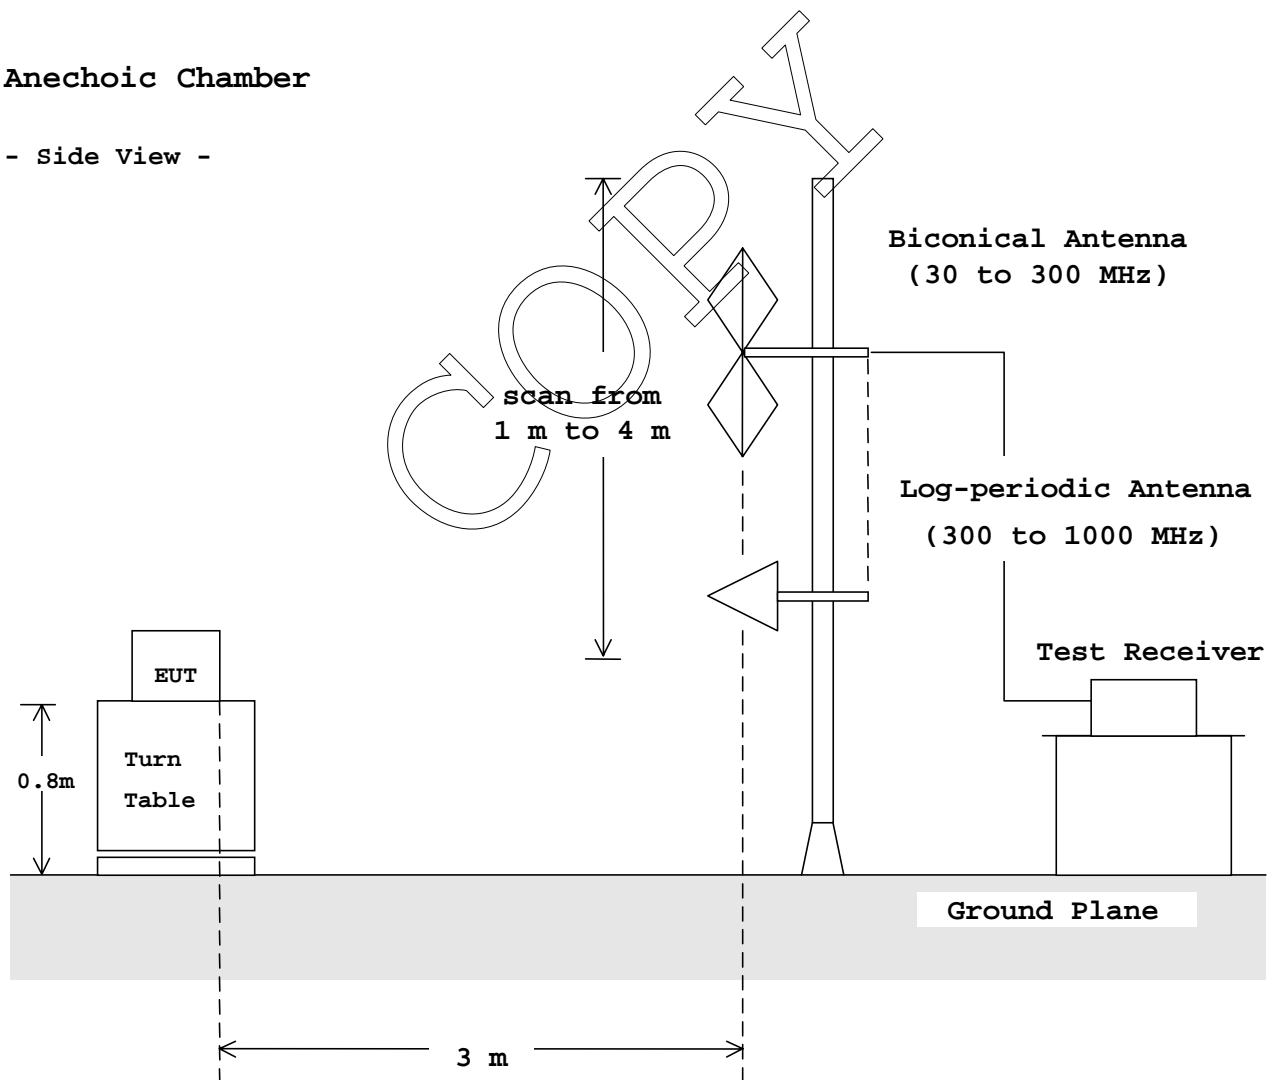 Anechoic Chamber
- Side View -
COPY
Biconical Antenna
(30 to 300 MHz)
scan from
1 m to 4 m
Log-periodic Antenna
(300 to 1000 MHz)
Test Receiver
EUT
Turn
Table
0.8m
Ground Plane
3 m